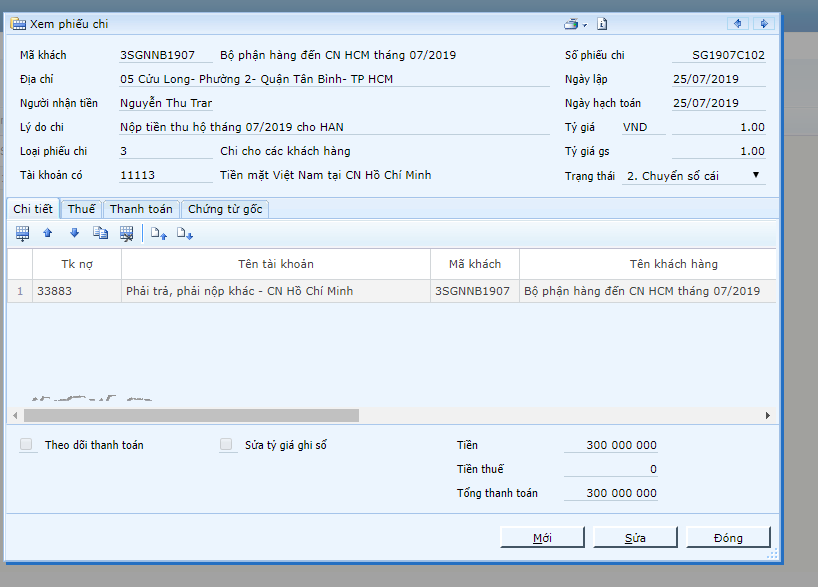 Xem phiếu chi
Mã khách 3SGNNB1907 Bộ phận hàng đến CN HCM tháng 07/2019 Số phiếu chi SG1907C102
Địa chỉ 05 Cửu Long- Phường 2- Quận Tân Bình- TP HCM Ngày lập 25/07/2019
Người nhận tiền Nguyễn Thu Trar Ngày hạch toán 25/07/2019
Lý do chi Nộp tiền thu hộ tháng 07/2019 cho HAN Tỷ giá VND 1.00
Loại phiếu chi 3 Chi cho các khách hàng Tỷ giá gs 1.00
Tài khoản có 11113 Tiền mặt Việt Nam tại CN Hồ Chí Minh Trạng thái 2. Chuyển sổ cái
Chi tiết Thuế Thanh toán Chứng từ gốc
Tk nợ Tên tài khoản Mã khách Tên khách hàng
1 33883 Phải trả, phải nộp khác - CN Hồ Chí Minh 3SGNNB1907 Bộ phận hàng đến CN HCM tháng 07/2019
Theo dõi thanh toán Sửa tỷ giá ghi sổ Tiền 300 000 000
Tiền thuế 0
Tổng thanh toán 300 000 000
Mới Sửa Đóng